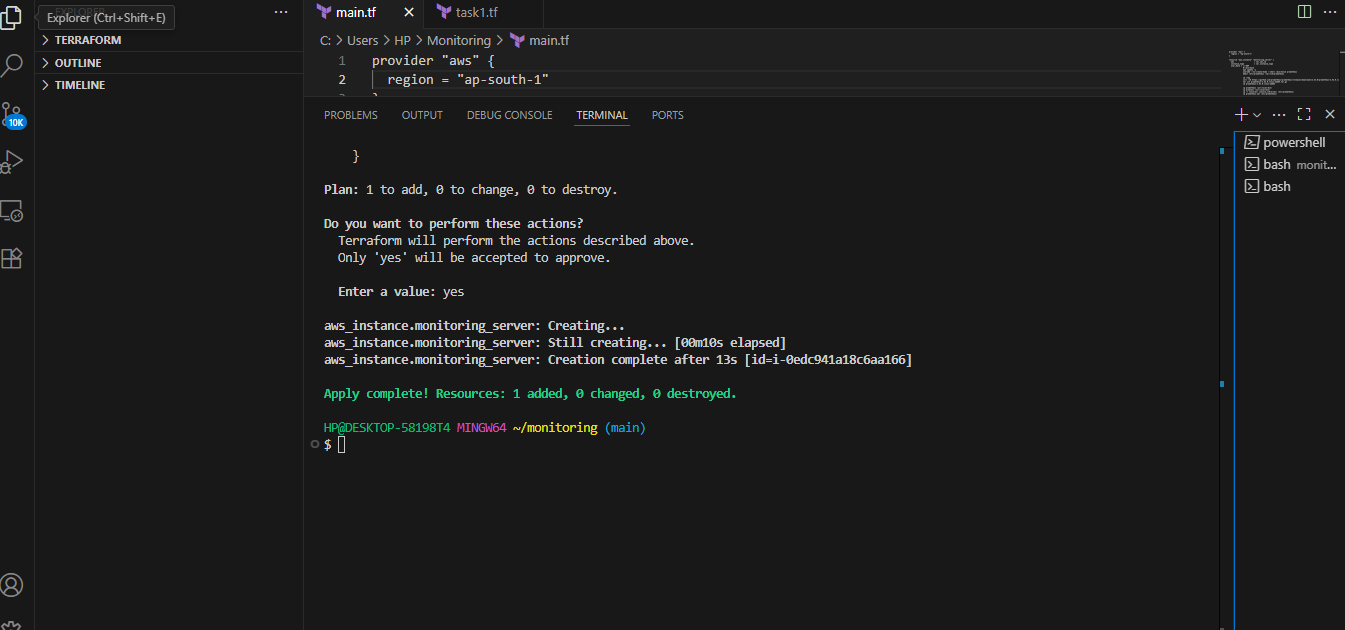 EXPLORER
Explorer (Ctrl+Shift+E)
TERRAFORM
OUTLINE
TIMELINE
10K
main.tf
task1.tf
C: > Users > HP > Monitoring > main.tf
1 provider "aws" {
2 region = "ap-south-1"
PROBLEMS OUTPUT DEBUG CONSOLE TERMINAL PORTS
}
Plan: 1 to add, 0 to change, 0 to destroy.
Do you want to perform these actions?
Terraform will perform the actions described above.
Only 'yes' will be accepted to approve.
Enter a value: yes
aws_instance.monitoring_server: Creating...
aws_instance.monitoring_server: Still creating... [00m10s elapsed]
aws_instance.monitoring_server: Creation complete after 13s [id=i-0edc941a18c6aa166]
Apply complete! Resources: 1 added, 0 changed, 0 destroyed.
HP@DESKTOP-58198T4 MINGW64 ~/monitoring (main)
$
powershell
bash monit...
bash